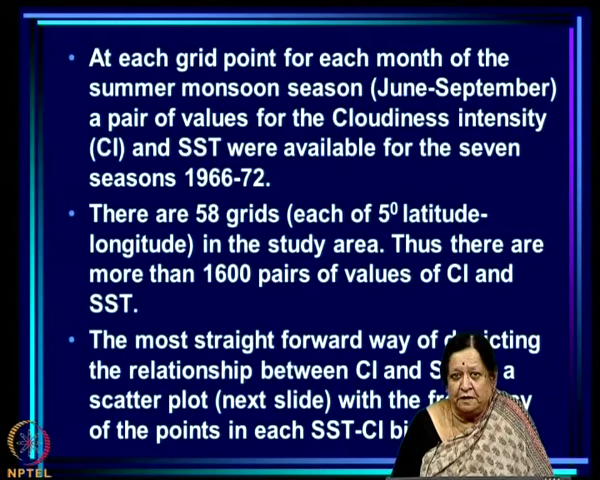 At each grid point for each month of the
summer monsoon season (June-September)
a pair of values for the Cloudiness intensity
(CI) and SST were available for the seven
seasons 1966-72.
There are 58 grids (each of 5⁰ latitude-
longitude) in the study area. Thus there are
more than 1600 pairs of values of CI and
SST.
The most straight forward way of
the relationship between CI and a
scatter plot (next slide) with the
of the points in each SST-CI
NPTEL